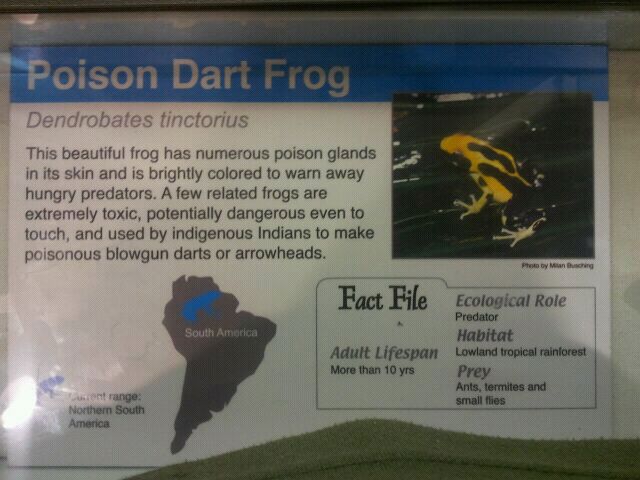 Poison Dart Frog
Dendrobates tinctorius
This beautiful frog has numerous poison glands
in its skin and is brightly colored to warn away
hungry predators. A few related frogs are
extremely toxic, potentially dangerous even to
touch, and used by indigenous Indians to make
poisonous blowgun darts or arrowheads.
Photo by Milan Busching
South America
Current range:
Northern South
America
Fact File
Adult Lifespan
More than 10 yrs
Ecological Role
Predator
Habitat
Lowland tropical rainforest
Prey
Ants, termites and
small flies